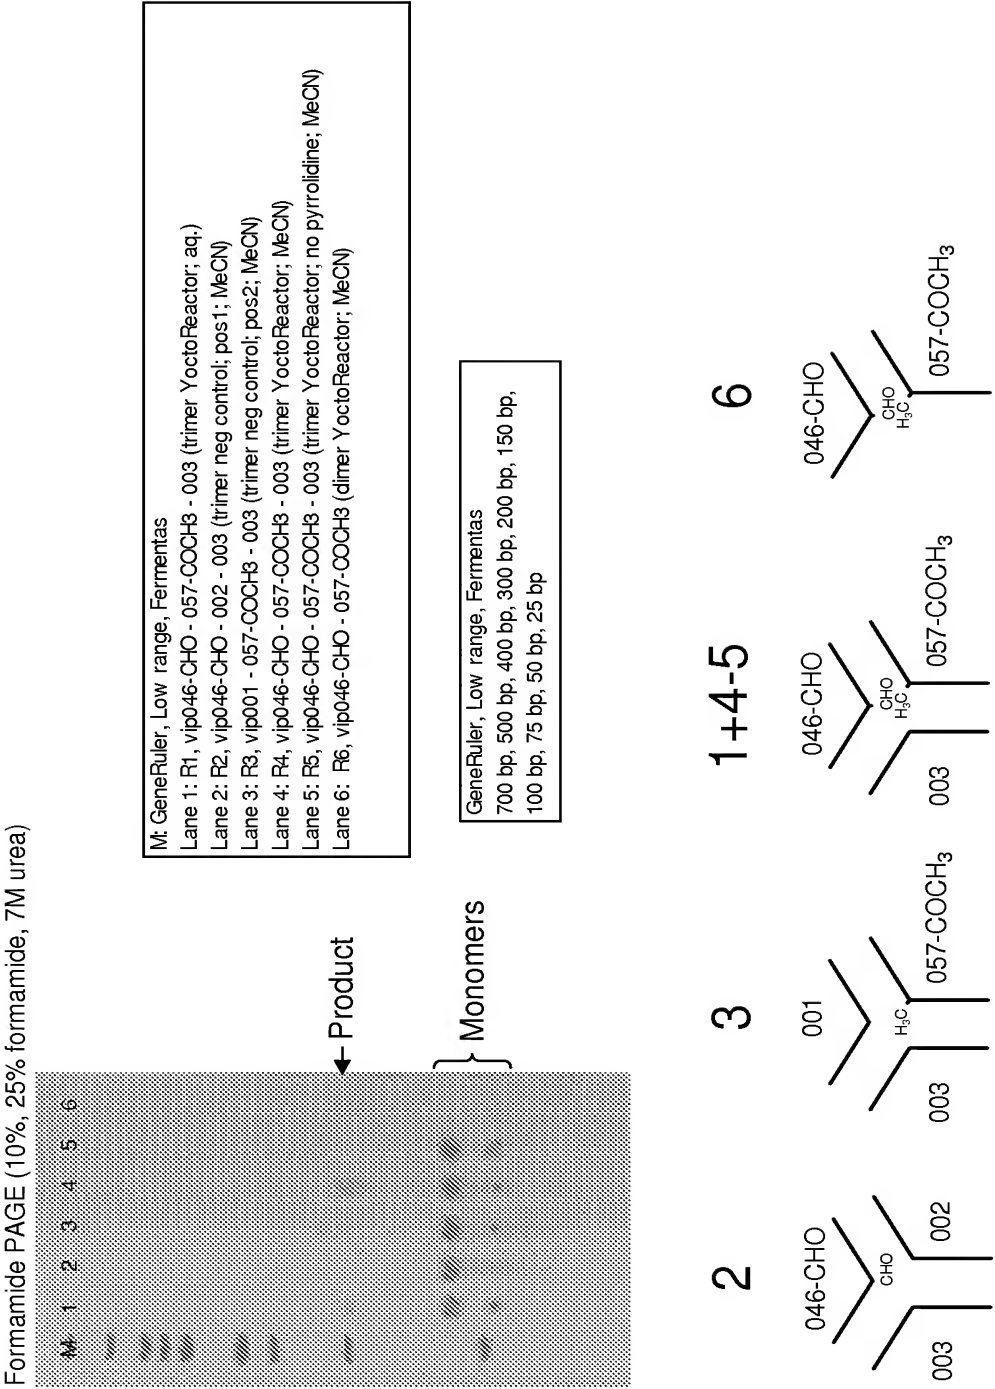 Formamide PAGE (10%, 25% formamide, 7M urea)
M 1 2 3 4 5 6
Product
Monomers
M: GeneRuler, Low range, Fermentas
Lane 1: R1, vip046-CHO - 057-COCH3 - 003 (trimer YoctoReactor; aq.)
Lane 2: R2, vip046-CHO - 002 - 003 (trimer neg control; pos1; MeCN)
Lane 3: R3, vip001 - 057-COCH3 - 003 (trimer neg control; pos2; MeCN)
Lane 4: R4, vip046-CHO - 057-COCH3 - 003 (trimer YoctoReactor; MeCN)
Lane 5: R5, vip046-CHO - 057-COCH3 - 003 (trimer YoctoReactor; no pyrrolidine; MeCN)
Lane 6: R6, vip046-CHO - 057-COCH3 (dimer YoctoReactor; MeCN)
GeneRuler, Low range, Fermentas
700 bp, 500 bp, 400 bp, 300 bp, 200 bp, 150 bp,
100 bp, 75 bp, 50 bp, 25 bp
2
046-CHO
CHO
003
002
3
001
H₃C
003
057-COCH₃
1+4-5
046-CHO
CHO
H₃C
003
057-COCH₃
6
046-CHO
CHO
H₃C
057-COCH₃